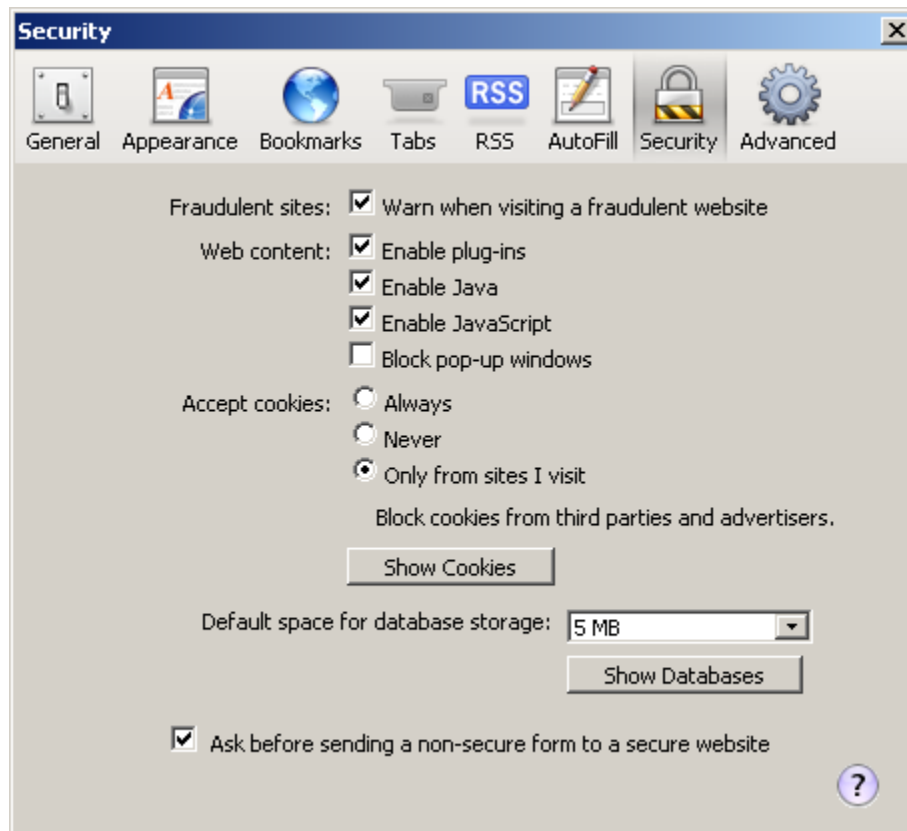 Security
RSS
General Appearance Bookmarks Tabs RSS AutoFill Security Advanced
Fraudulent sites: Warn when visiting a fraudulent website
Web content: Enable plug-ins
Enable Java
Enable JavaScript
Block pop-up windows
Accept cookies: Always
Never
Only from sites I visit
Block cookies from third parties and advertisers.
Show Cookies
Default space for database storage: 5 MB
Show Databases
Ask before sending a non-secure form to a secure website
?